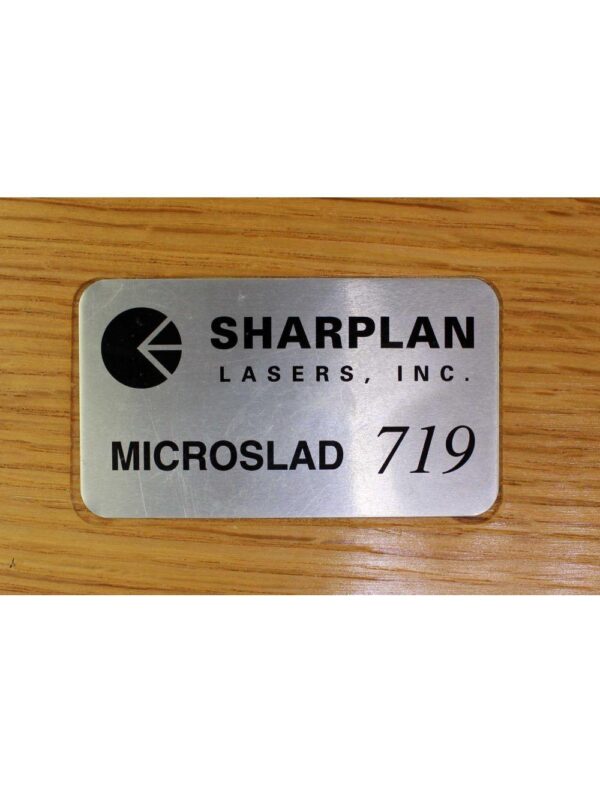 SHARPLAN
LASERS, INC.
MICROSLAD 719